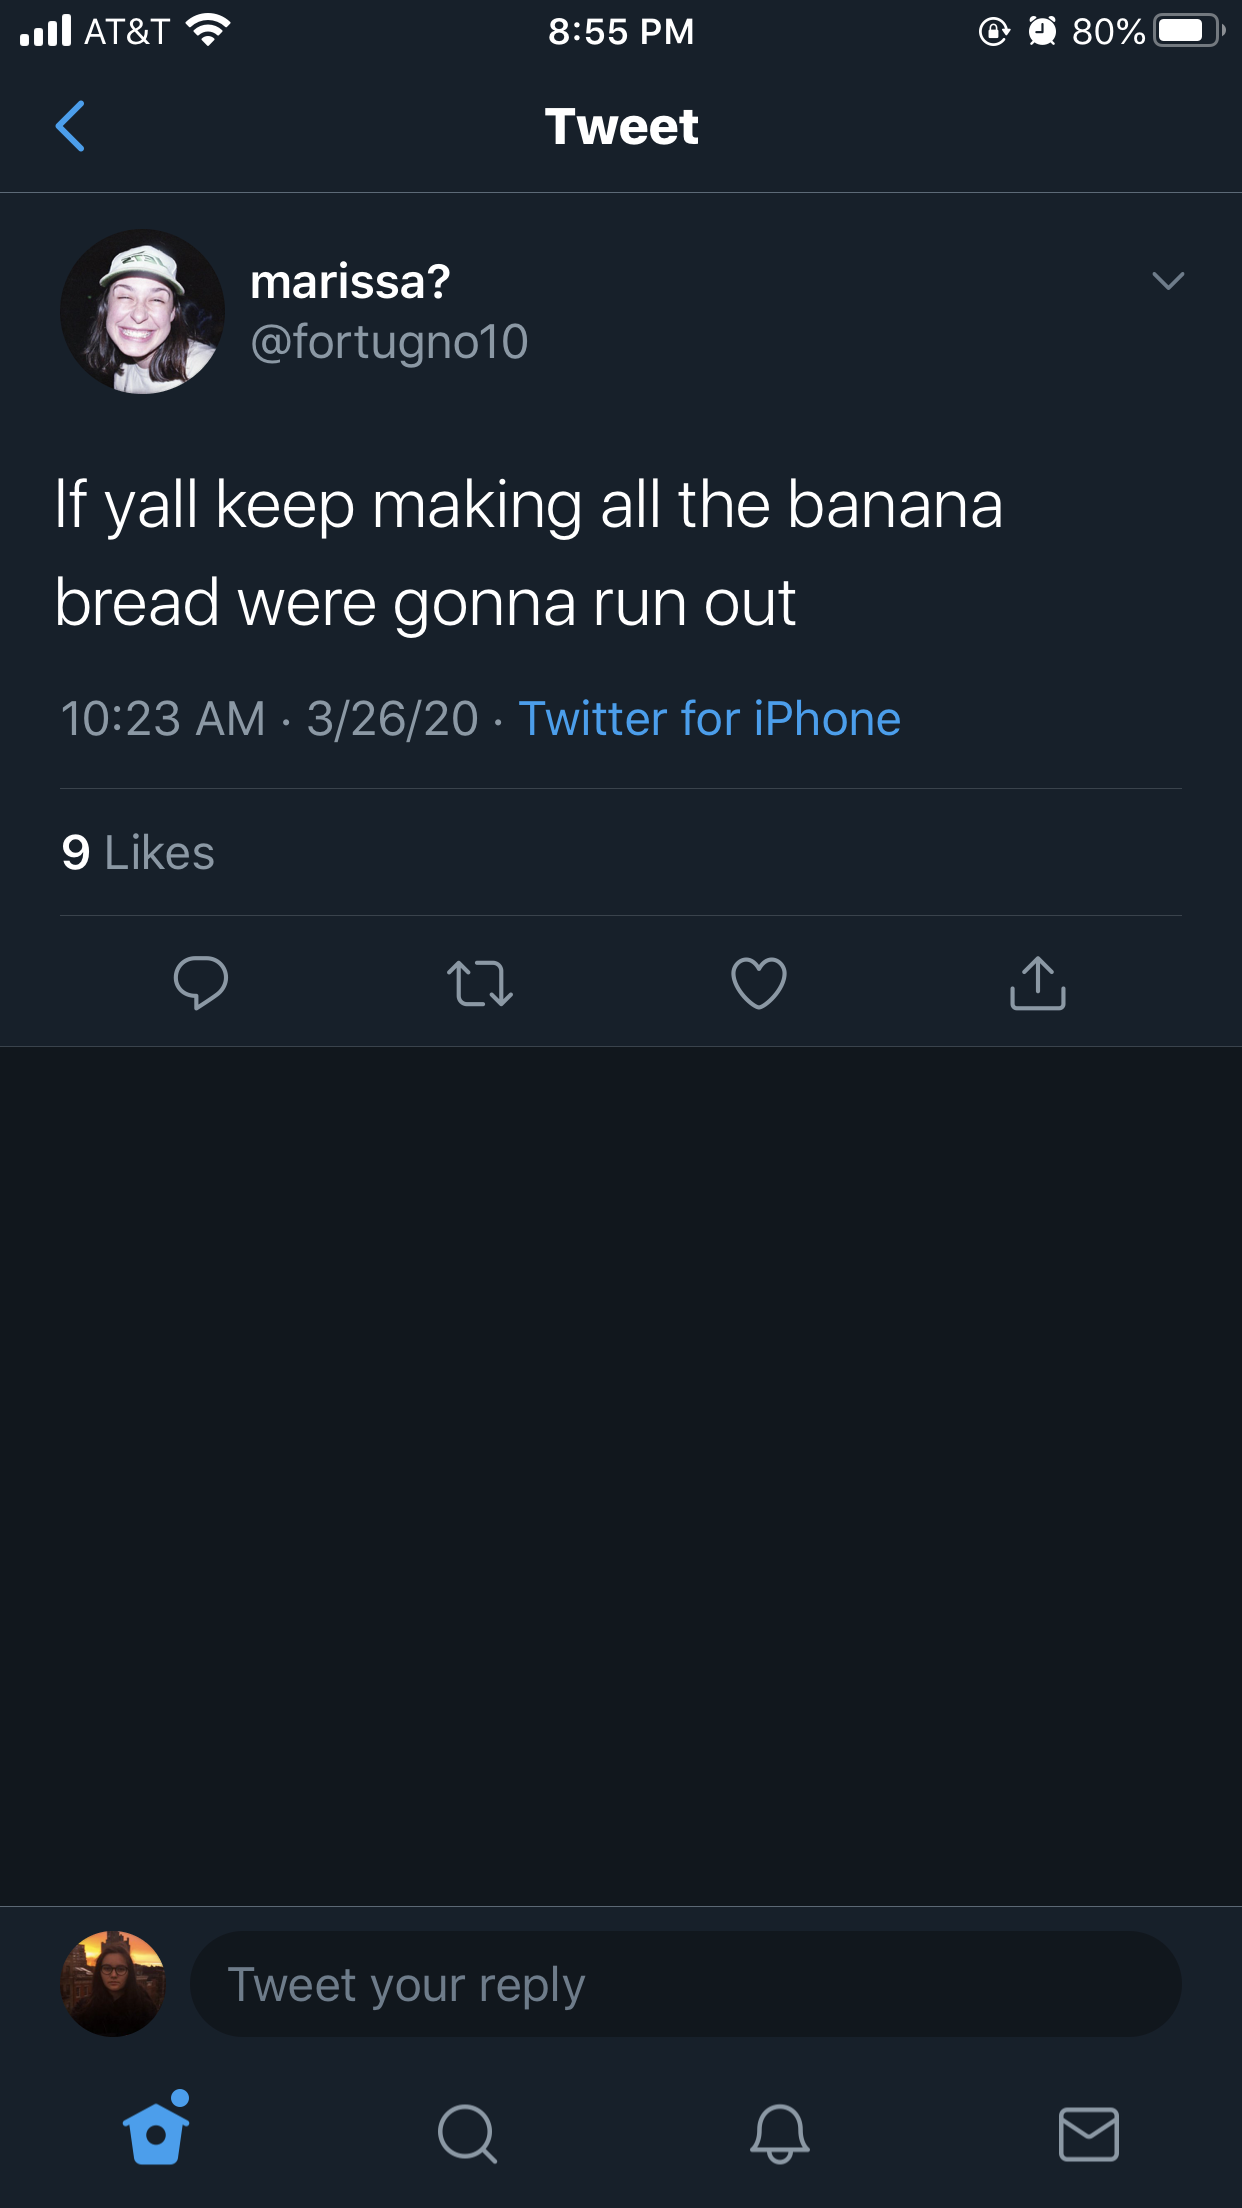 AT&T 8:55 PM 80%
Tweet
marissa?
@fortugno10
If yall keep making all the banana
bread were gonna run out
10:23 AM · 3/26/20 · Twitter for iPhone
9 Likes
Tweet your reply